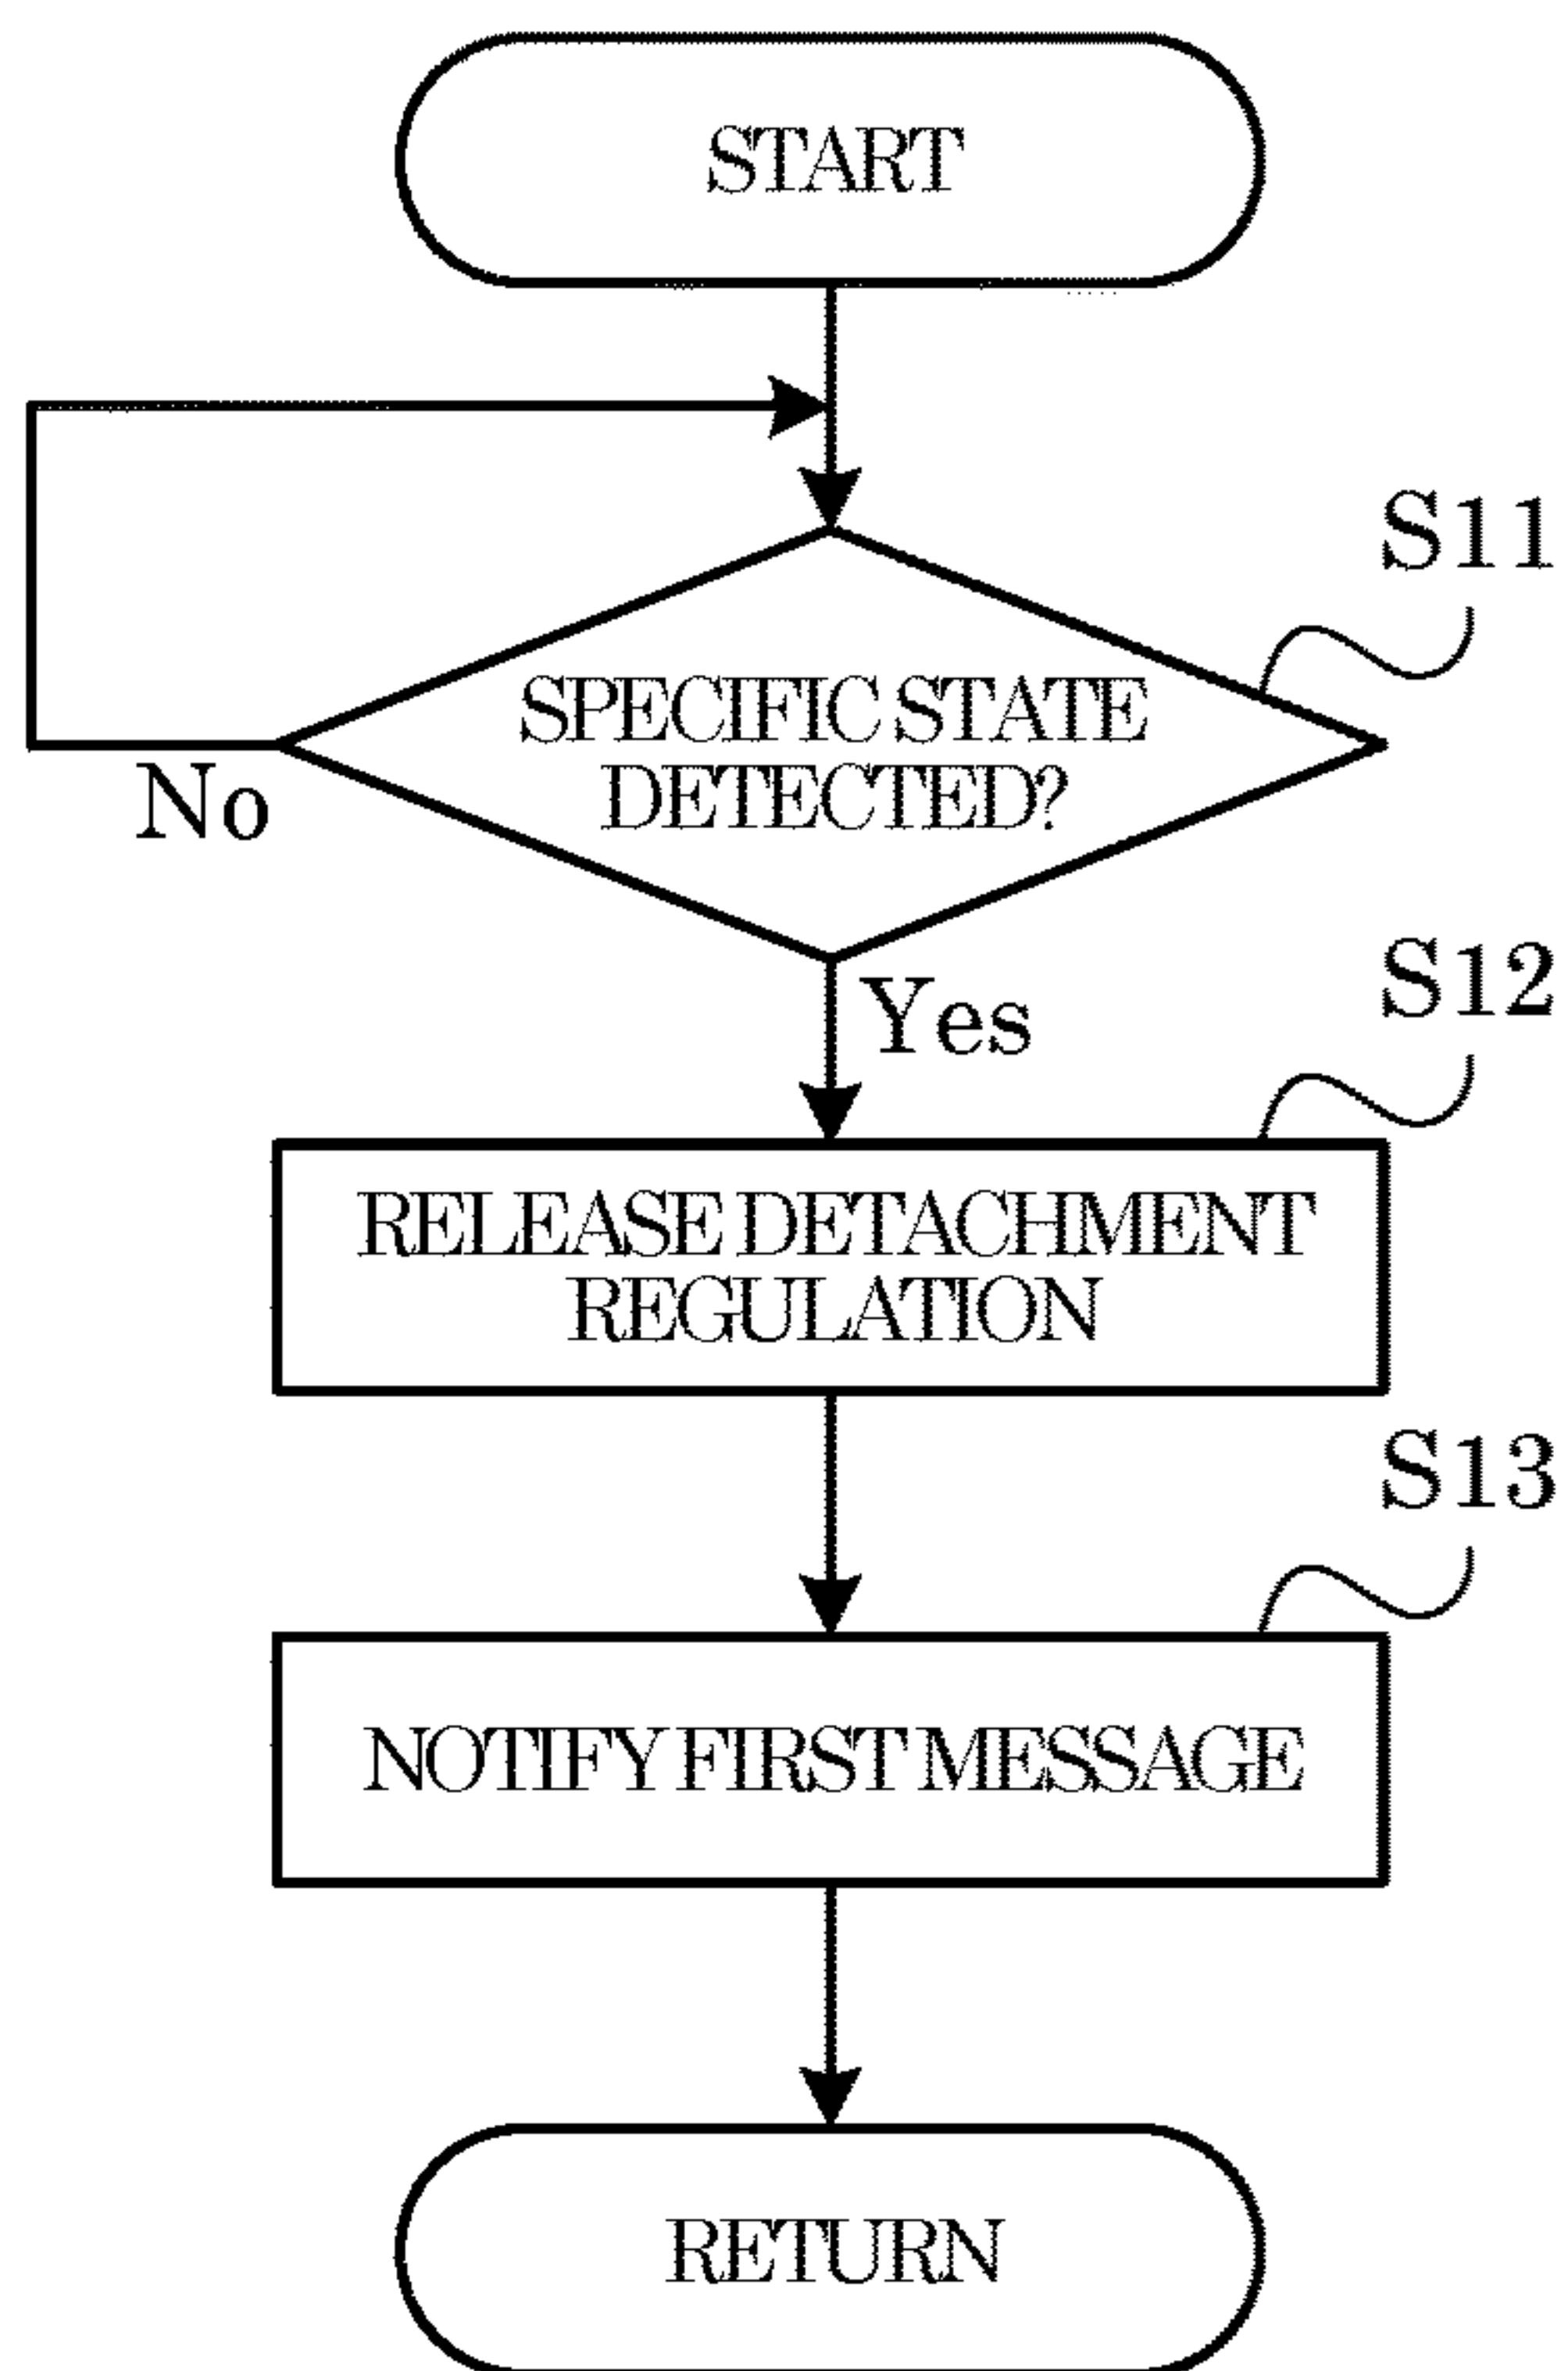 START
S11
SPECIFIC STATE
DETECTED?
No
Yes
S12
RELEASE DETACHMENT
REGULATION
S13
NOTIFY FIRST MESSAGE
RETURN